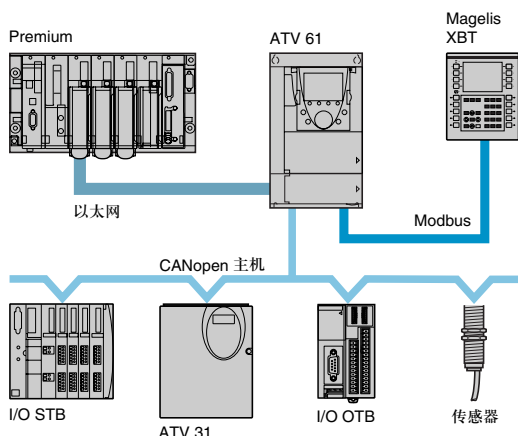 Premium
ATV 61
Magelis
XBT
以太网
Modbus
CANopen 主机
I/O STB
ATV 31
I/O OTB
传感器